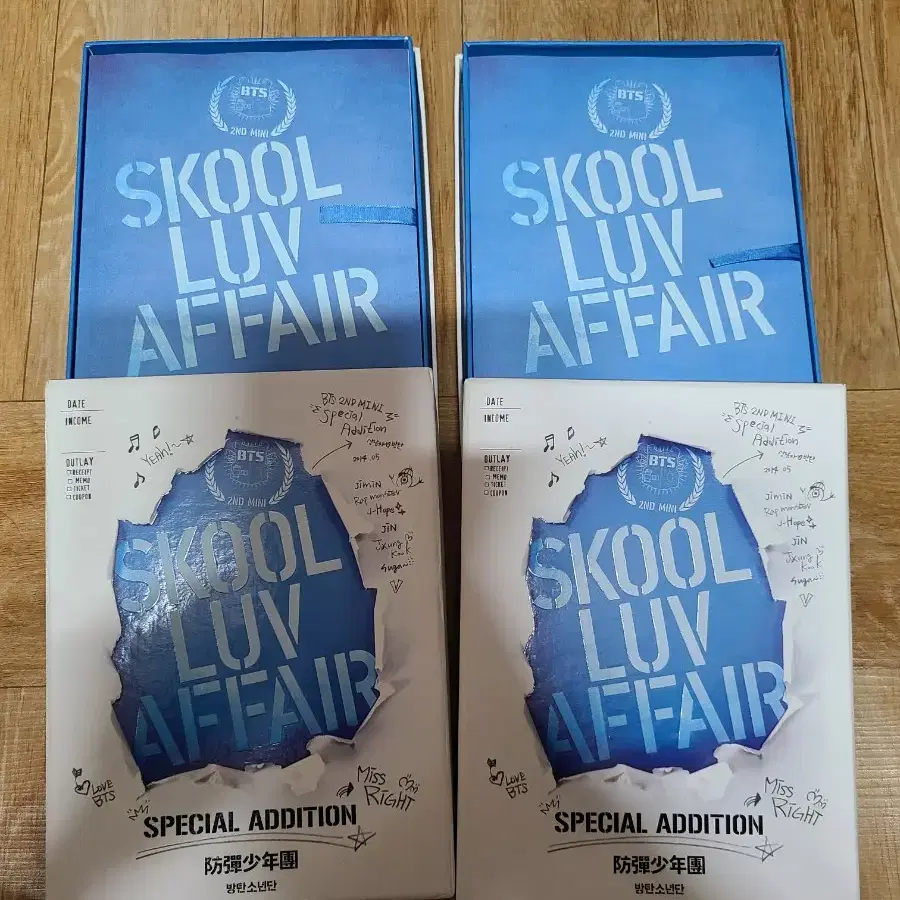 BTS
2ND MINI
SKOOL
LUV
AFFAIR
BTS
2ND MINI
SKOOL
LUV
AFFAIR
DATE
INCOME
OUTLAY
RECEIPT
MEMO
TICKET
COUPON
YEAH!~
BTS 2ND MINI
Special
Addition
2014.05
JiMiN
Rap monster
J-Hope
JIN
Jung
Kook
Suga
BTS
2ND MINI
SKOOL
LUV
AFFAIR
LOVE
BTS
MISS
RIGHT
SPECIAL ADDITION
防彈少年團
방탄소년단
DATE
INCOME
OUTLAY
RECEIPT
MEMO
TICKET
COUPON
YEAH!~
BTS 2ND MINI
Special
Addition
2014.05
JiMiN
Rap monster
J-Hope
JIN
Jung
Kook
Suga
BTS
2ND MINI
SKOOL
LUV
AFFAIR
LOVE
BTS
MISS
RIGHT
SPECIAL ADDITION
防彈少年團
방탄소년단